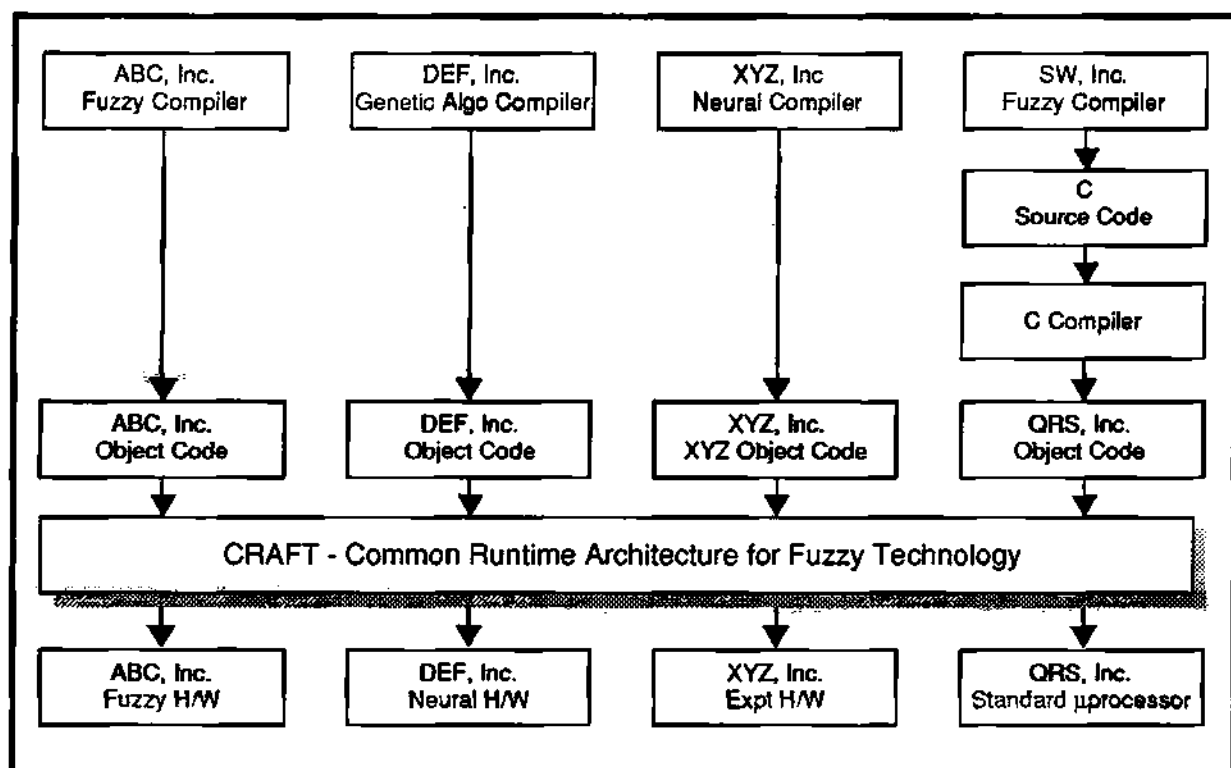 ABC, Inc.
Fuzzy Compiler
DEF, Inc.
Genetic Algo Compiler
XYZ, Inc
Neural Compiler
SW, Inc.
Fuzzy Compiler
C
Source Code
C Compiler
ABC, Inc.
Object Code
DEF, Inc.
Object Code
XYZ, Inc.
XYZ Object Code
QRS, Inc.
Object Code
CRAFT - Common Runtime Architecture for Fuzzy Technology
ABC, Inc.
Fuzzy H/W
DEF, Inc.
Neural H/W
XYZ, Inc.
Expt H/W
QRS, Inc.
Standard µprocessor